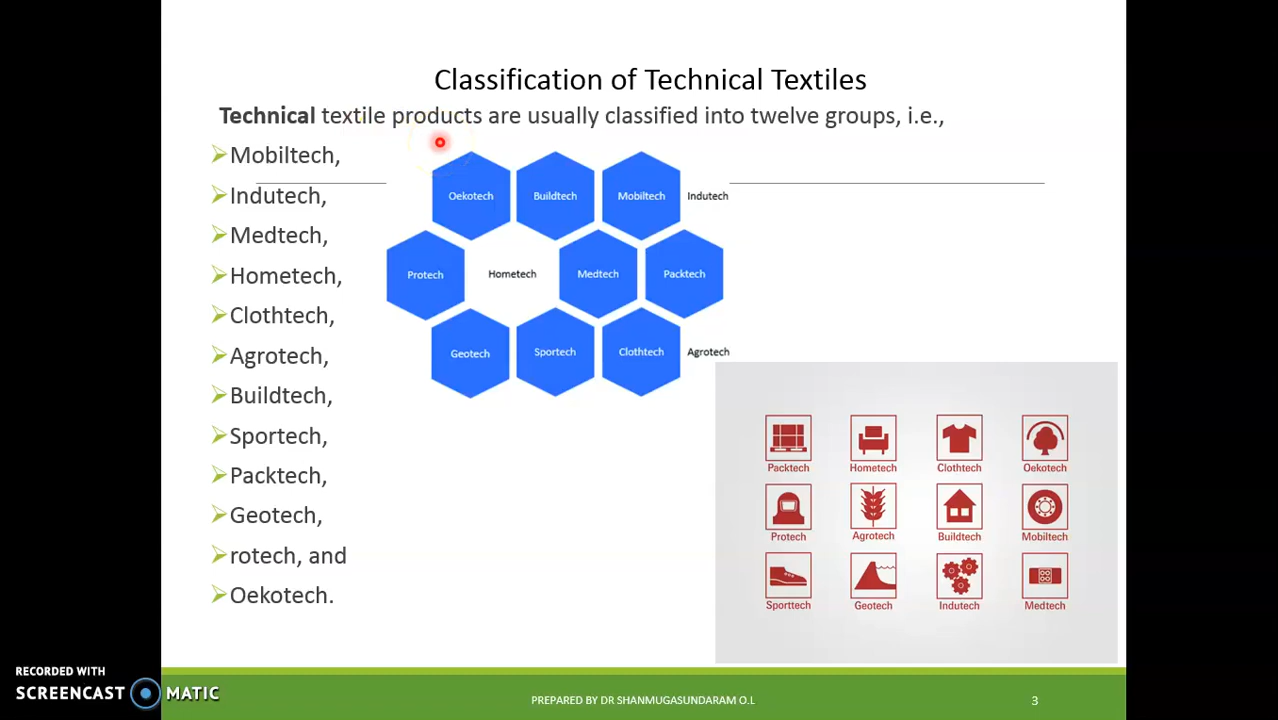 Classification of Technical Textiles
Technical textile products are usually classified into twelve groups, i.e.,
Mobiltech,
Indutech,
Medtech,
Hometech,
Clothtech,
Agrotech,
Buildtech,
Sportech,
Packtech,
Geotech,
rotech, and
Oekotech.
Oekotech Buildtech Mobiltech Indutech
Protech Hometech Medtech Packtech
Geotech Sportech Clothtech Agrotech
Packtech Hometech Clothtech Oekotech
Protech Agrotech Buildtech Mobiltech
Sporttech Geotech Indutech Medtech
RECORDED WITH
SCREENCAST MATIC
PREPARED BY DR SHANMUGASUNDARAM O.L
3